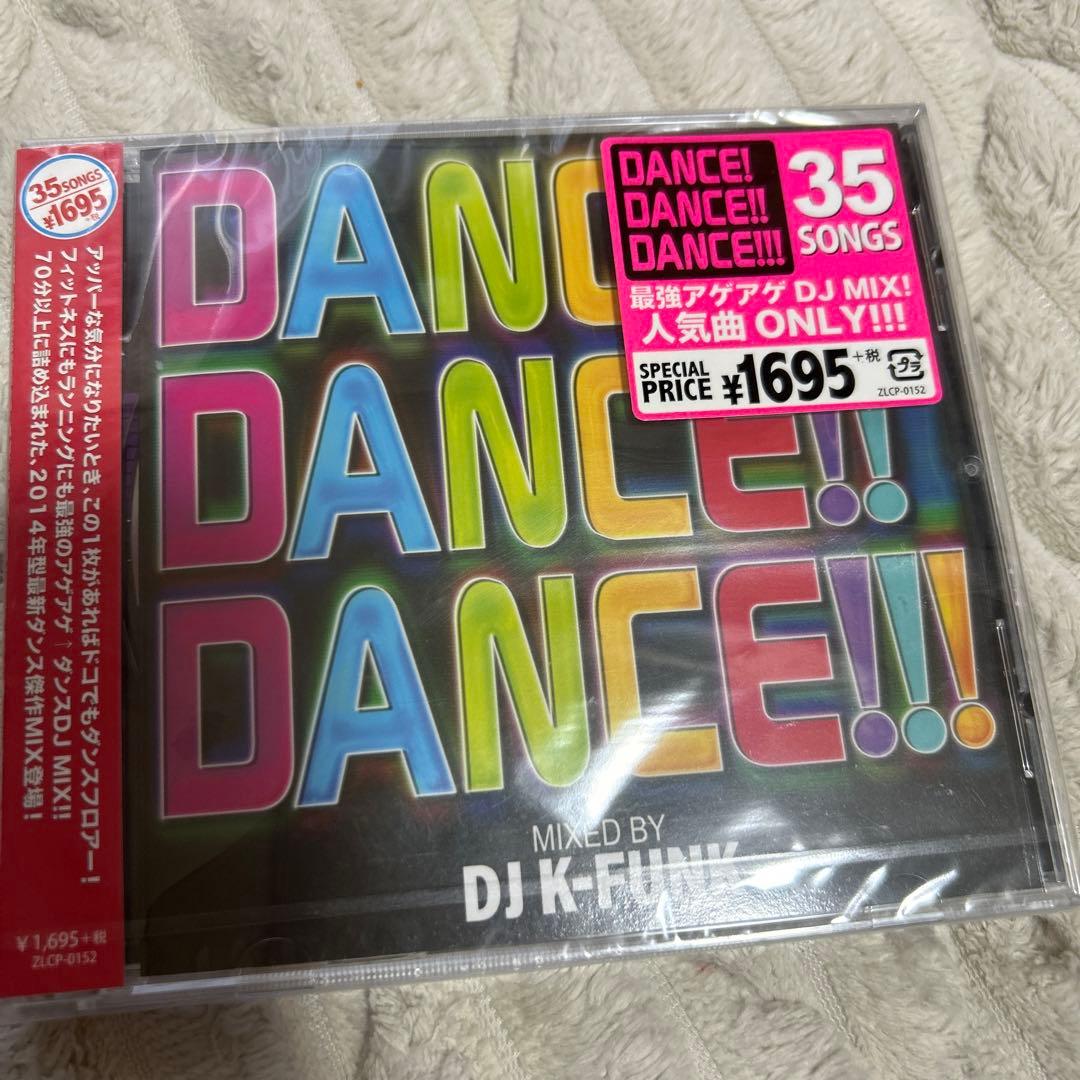 35 SONGS
¥1695
+税
アッパーな気分になりたいとき、この1枚があればドコでもダンスフロアー!
フィットネスにもランニングにも最強のアゲアゲ↑ダンスDJ MIX!!
70分以上に詰め込まれた、2014年型最新ダンス傑作MIX登場!
¥1,695+税
ZLCP-0152
DANC
DANCE!!
DANCE!!!
MIXED BY
DJ K-FUNK
DANCE!
DANCE!!
DANCE!!!
35
SONGS
最強アゲアゲ DJ MIX!
人気曲 ONLY!!!
SPECIAL
PRICE ¥1695 +税
プラ
ZLCP-0152